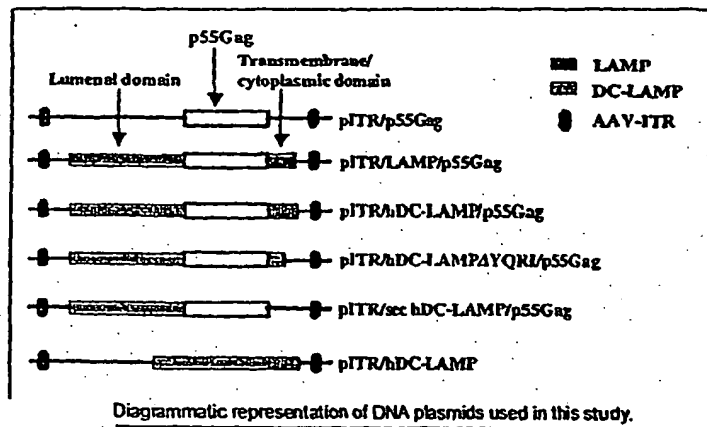 p55Gag
Transmembrane/
cytoplasmic domain
Lumenal domain
LAMP
DC-LAMP
AAV-ITR
pITR/p55Gag
pITR/LAMP/p55Gag
pITR/hDC-LAMP/p55Gag
pITR/hDC-LAMPΔYQRI/p55Gag
pITR/sec hDC-LAMP/p55Gag
pITR/hDC-LAMP
Diagrammatic representation of DNA plasmids used in this study.